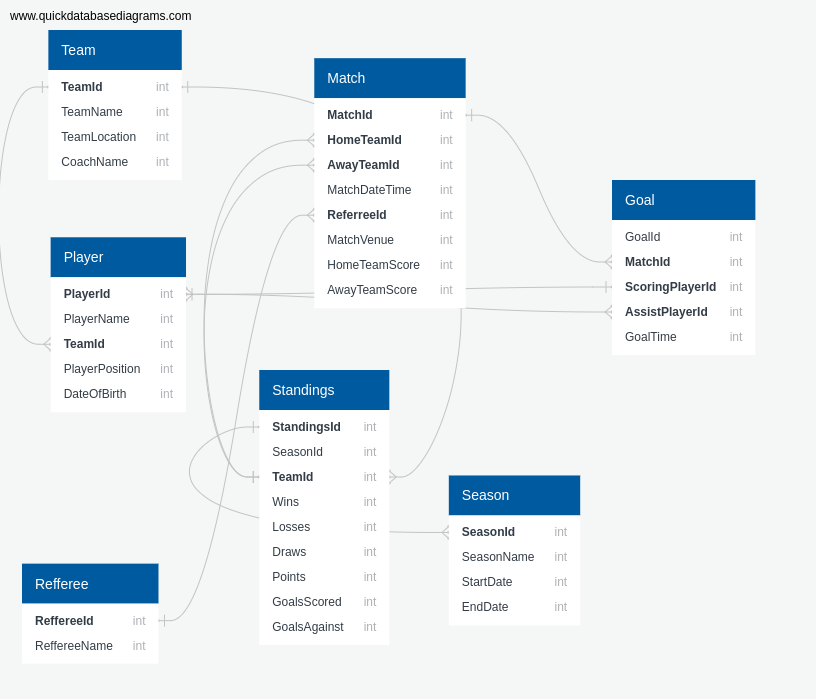 www.quickdatabasediagrams.com
Team
TeamId int
TeamName int
TeamLocation int
CoachName int
Match
MatchId int
HomeTeamId int
AwayTeamId int
MatchDateTime int
ReferreeId int
MatchVenue int
HomeTeamScore int
AwayTeamScore int
Goal
GoalId int
MatchId int
ScoringPlayerId int
AssistPlayerId int
GoalTime int
Player
PlayerId int
PlayerName int
TeamId int
PlayerPosition int
DateOfBirth int
Standings
StandingsId int
SeasonId int
TeamId int
Wins int
Losses int
Draws int
Points int
GoalsScored int
GoalsAgainst int
Season
SeasonId int
SeasonName int
StartDate int
EndDate int
Refferee
ReffereeId int
ReffereeName int